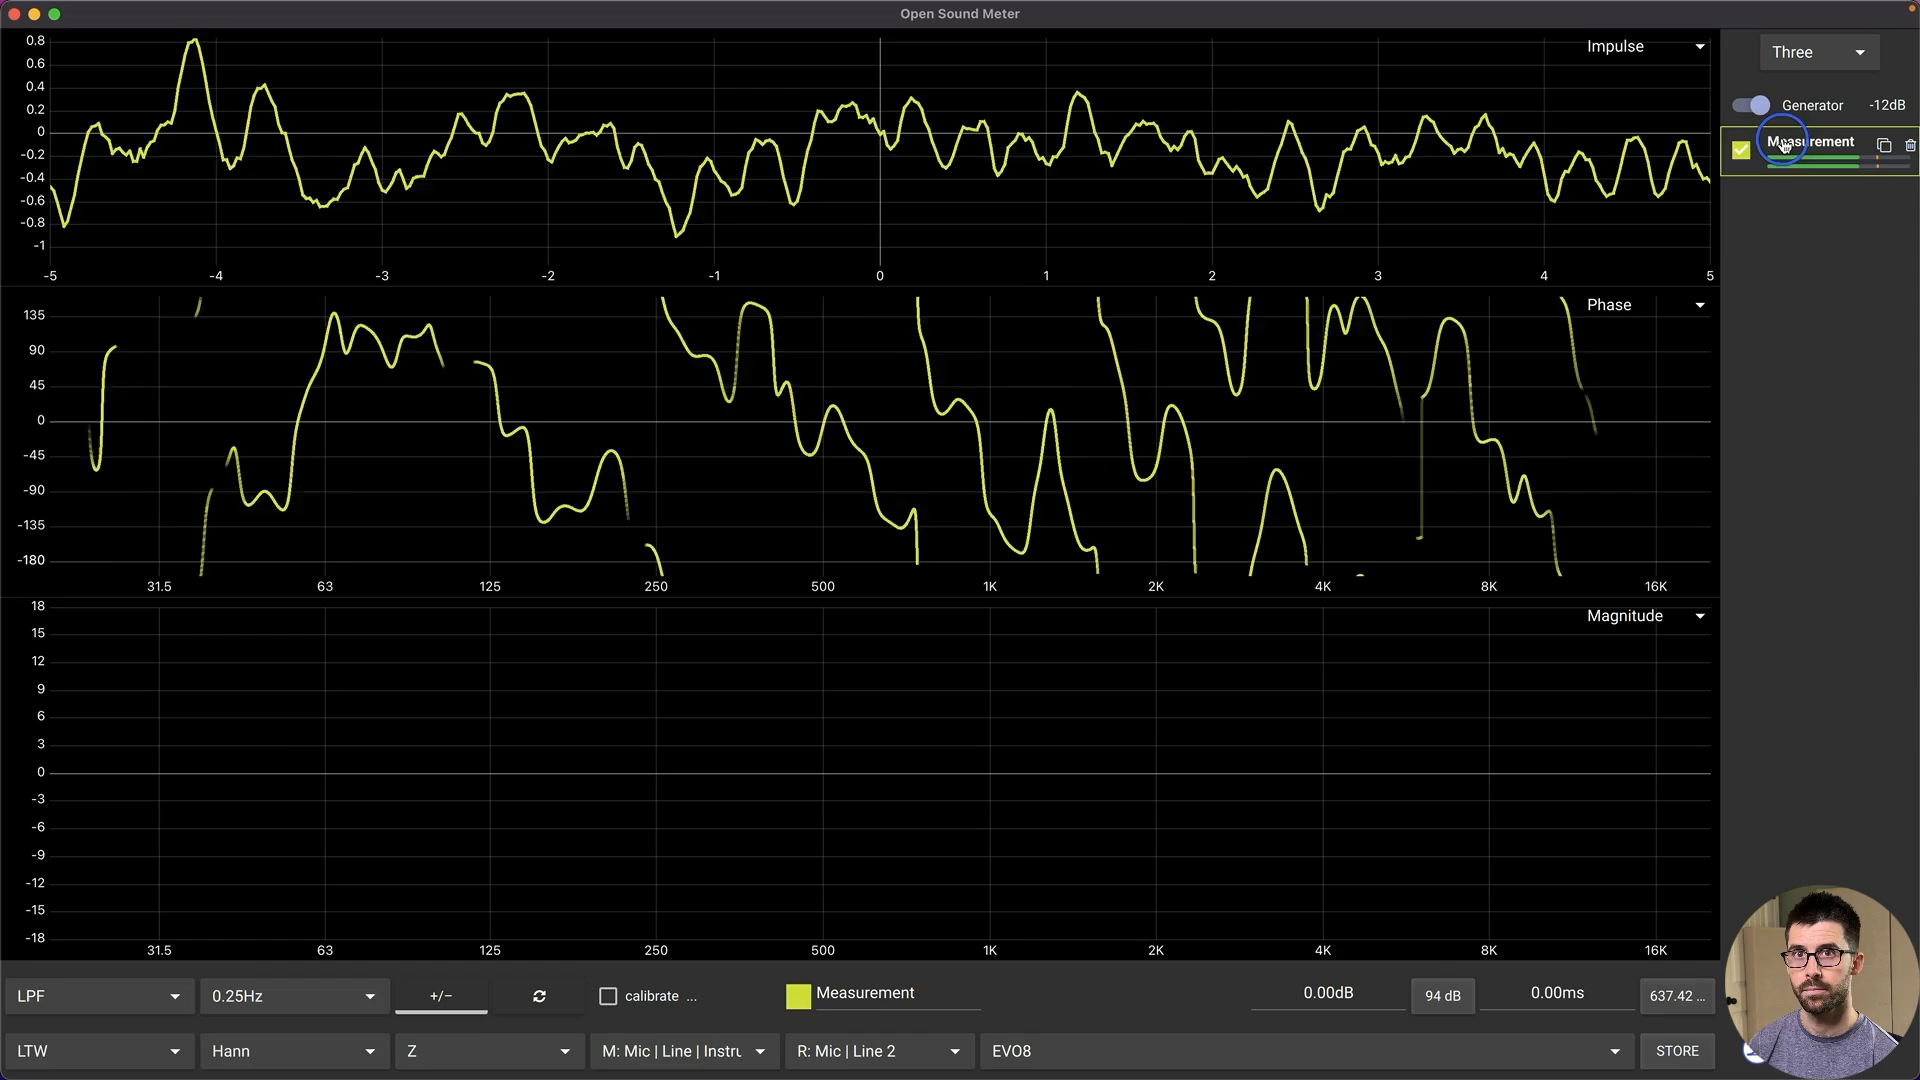 Open Sound Meter
Impulse
0.8
0.6
0.4
0.2
0
-0.2
-0.4
-0.6
-0.8
-1
-5 -4 -3 -2 -1 0 1 2 3 4 5
Phase
135
90
45
0
-45
-90
-135
-180
31.5 63 125 250 500 1K 2K 4K 8K 16K
Magnitude
18
15
12
9
6
3
0
-3
-6
-9
-12
-15
-18
31.5 63 125 250 500 1K 2K 4K 8K 16K
Three
Generator -12dB
Measurement
LPF 0.25Hz +/− calibrate ... Measurement 0.00dB 94 dB 0.00ms 637.42 ...
LTW Hann Z M: Mic | Line | Instru R: Mic | Line 2 EVO8 STORE